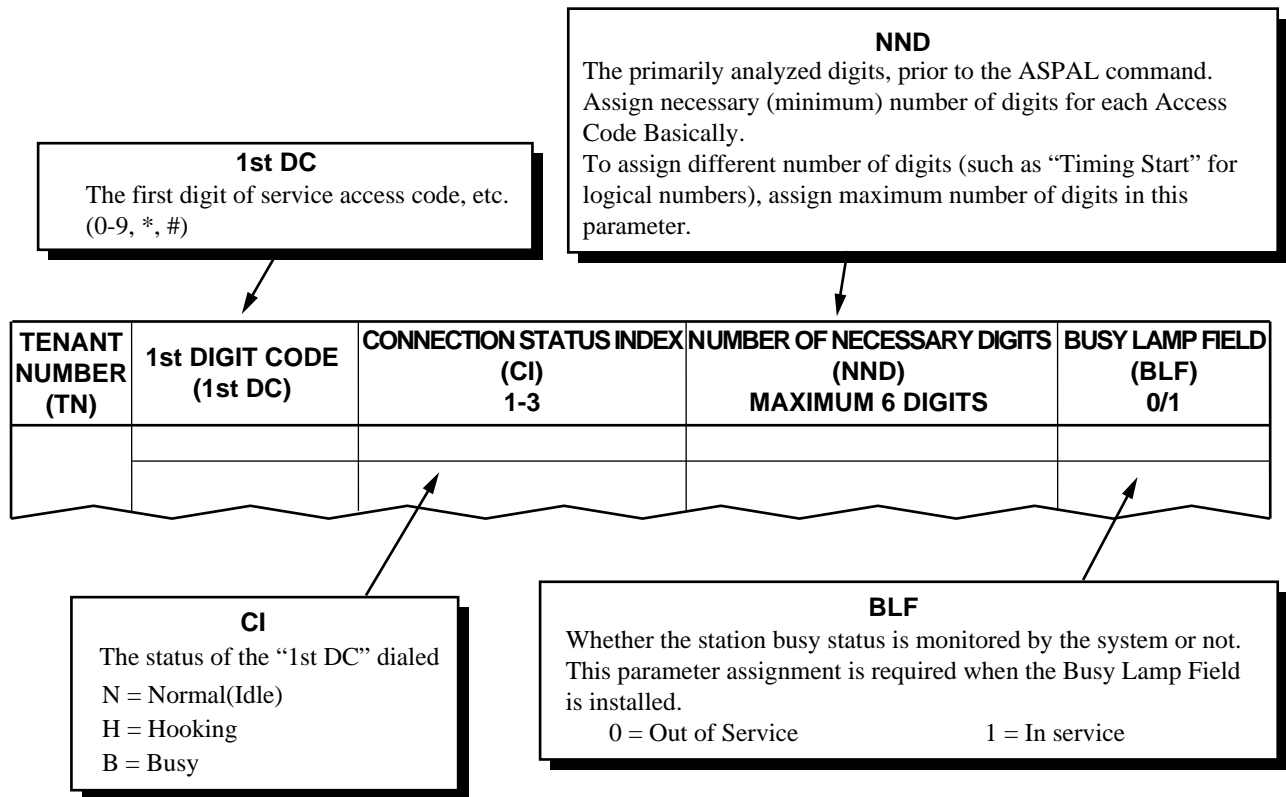 NND
The primarily analyzed digits, prior to the ASPAL command.
Assign necessary (minimum) number of digits for each Access
Code Basically.
To assign different number of digits (such as “Timing Start” for
logical numbers), assign maximum number of digits in this
parameter.
1st DC
The first digit of service access code, etc.
(0-9, *, #)
TENANT
NUMBER
(TN)
1st DIGIT CODE
(1st DC)
CONNECTION STATUS INDEX
(CI)
1-3
NUMBER OF NECESSARY DIGITS
(NND)
MAXIMUM 6 DIGITS
BUSY LAMP FIELD
(BLF)
0/1
CI
The status of the “1st DC” dialed
N = Normal(Idle)
H = Hooking
B = Busy
BLF
Whether the station busy status is monitored by the system or not.
This parameter assignment is required when the Busy Lamp Field
is installed.
0 = Out of Service 1 = In service